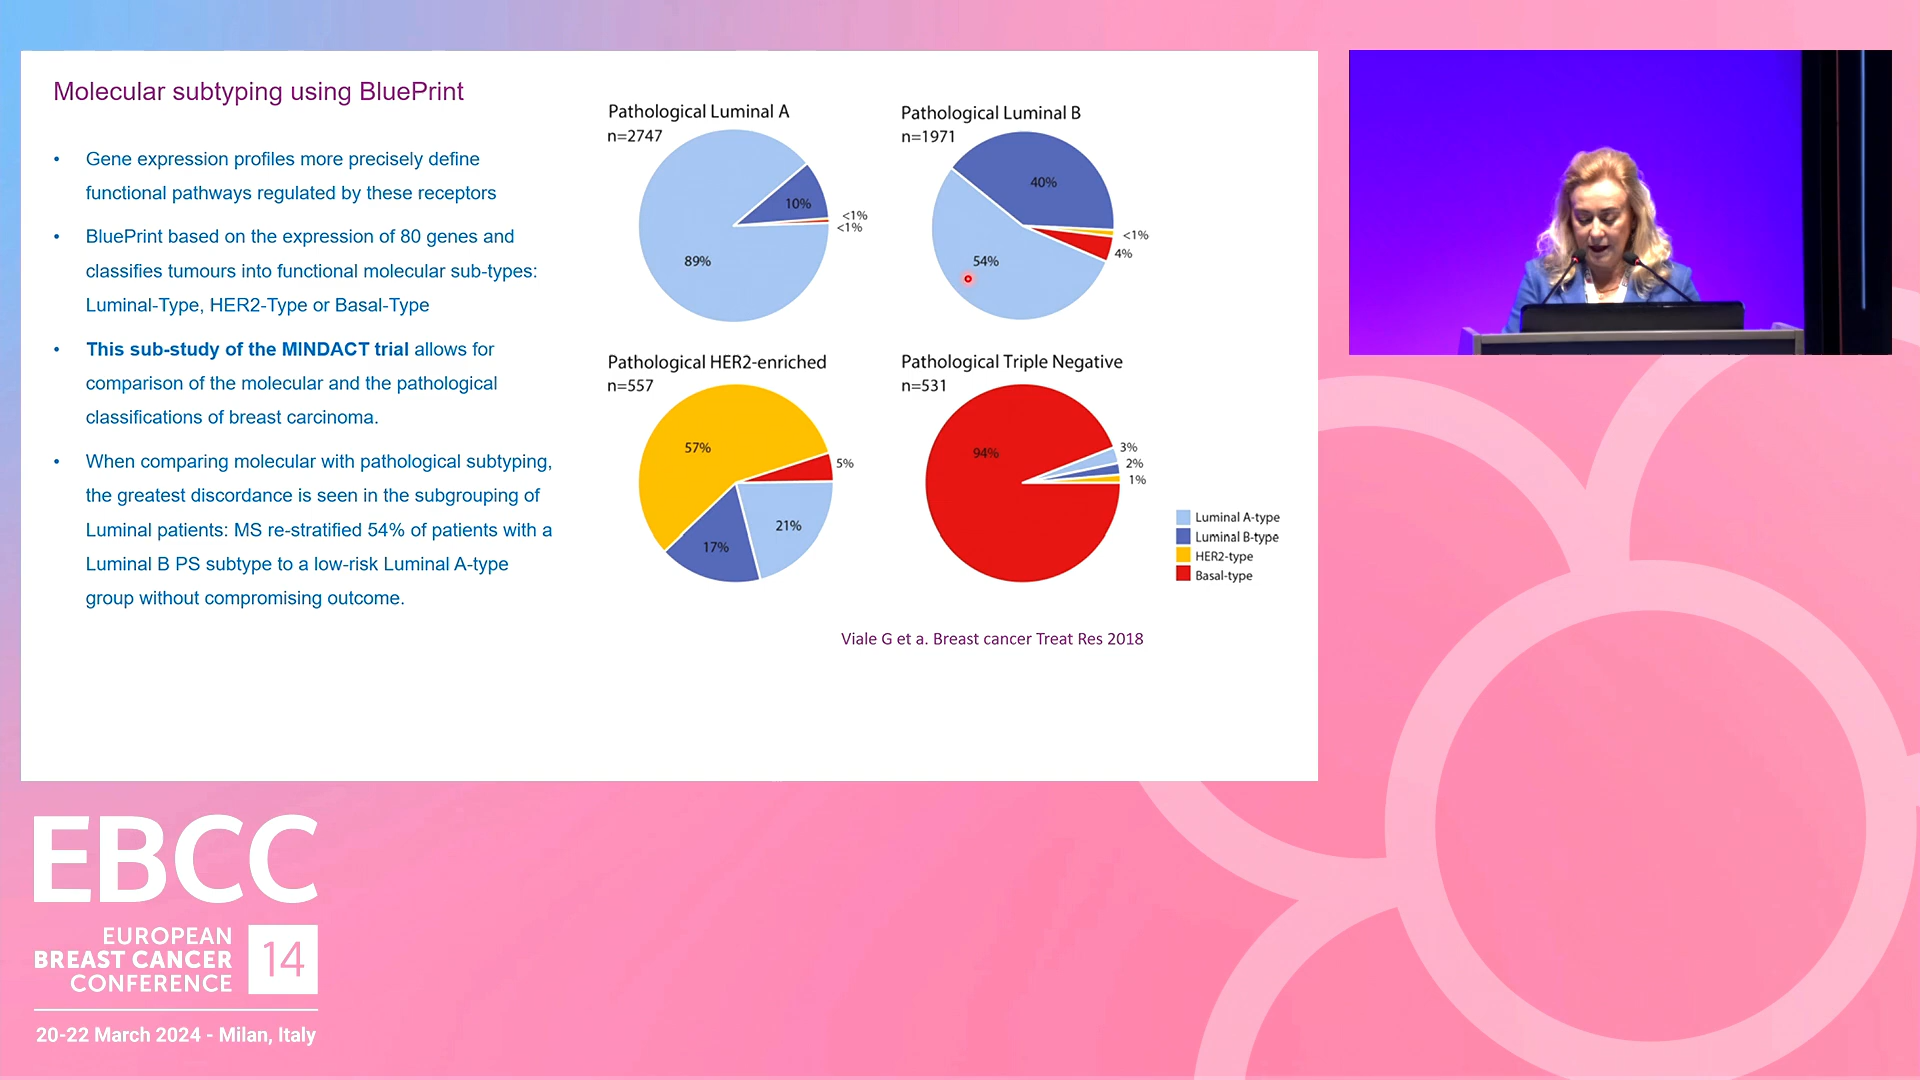 Molecular subtyping using BluePrint
• Gene expression profiles more precisely define
functional pathways regulated by these receptors
• BluePrint based on the expression of 80 genes and
classifies tumours into functional molecular sub-types:
Luminal-Type, HER2-Type or Basal-Type
• This sub-study of the MINDACT trial allows for
comparison of the molecular and the pathological
classifications of breast carcinoma.
• When comparing molecular with pathological subtyping,
the greatest discordance is seen in the subgrouping of
Luminal patients: MS re-stratified 54% of patients with a
Luminal B PS subtype to a low-risk Luminal A-type
group without compromising outcome.
Pathological Luminal A
n=2747
10%
<1%
<1%
89%
Pathological Luminal B
n=1971
40%
<1%
4%
54%
Pathological HER2-enriched
n=557
57%
5%
21%
17%
Pathological Triple Negative
n=531
94%
3%
2%
1%
Luminal A-type
Luminal B-type
HER2-type
Basal-type
Viale G et a. Breast cancer Treat Res 2018
EBCC
EUROPEAN
BREAST CANCER
CONFERENCE
14
20-22 March 2024 - Milan, Italy